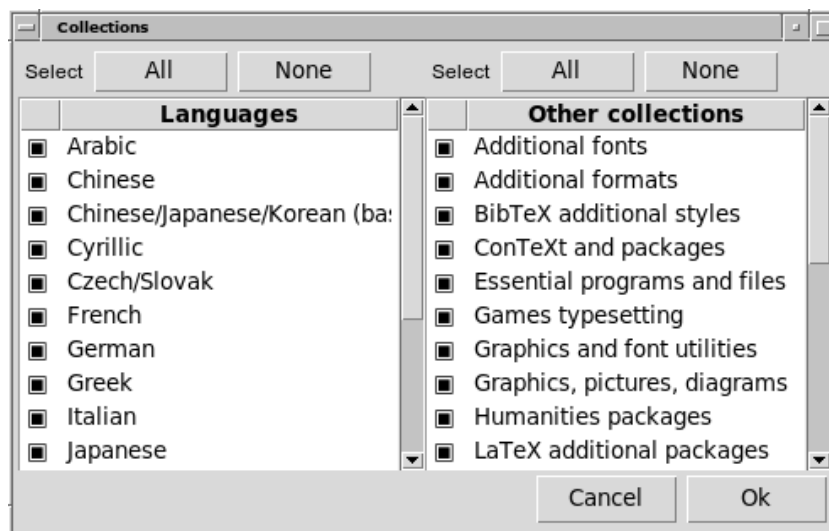 Collections
Select All None Select All None
Languages
Arabic
Chinese
Chinese/Japanese/Korean (ba
Cyrillic
Czech/Slovak
French
German
Greek
Italian
Japanese
Other collections
Additional fonts
Additional formats
BibTeX additional styles
ConTeXt and packages
Essential programs and files
Games typesetting
Graphics and font utilities
Graphics, pictures, diagrams
Humanities packages
LaTeX additional packages
Cancel Ok